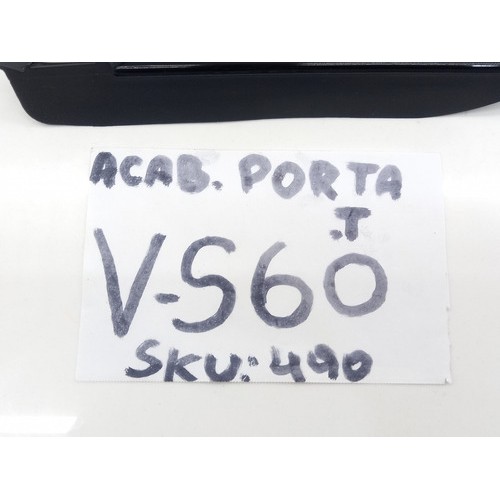 ACAB. PORTA
.T
V-S60
SKU: 490